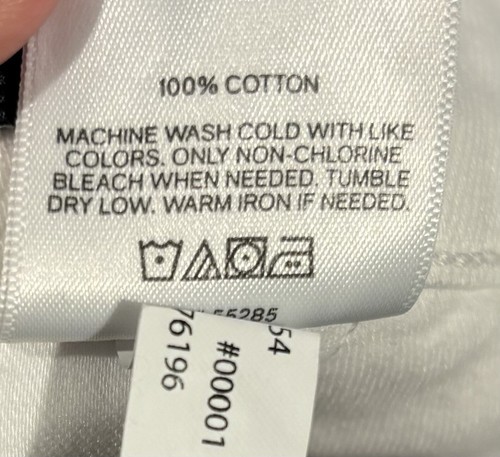 100% COTTON
MACHINE WASH COLD WITH LIKE
COLORS. ONLY NON-CHLORINE
BLEACH WHEN NEEDED. TUMBLE
DRY LOW. WARM IRON IF NEEDED.
55285
54
#00001
76196